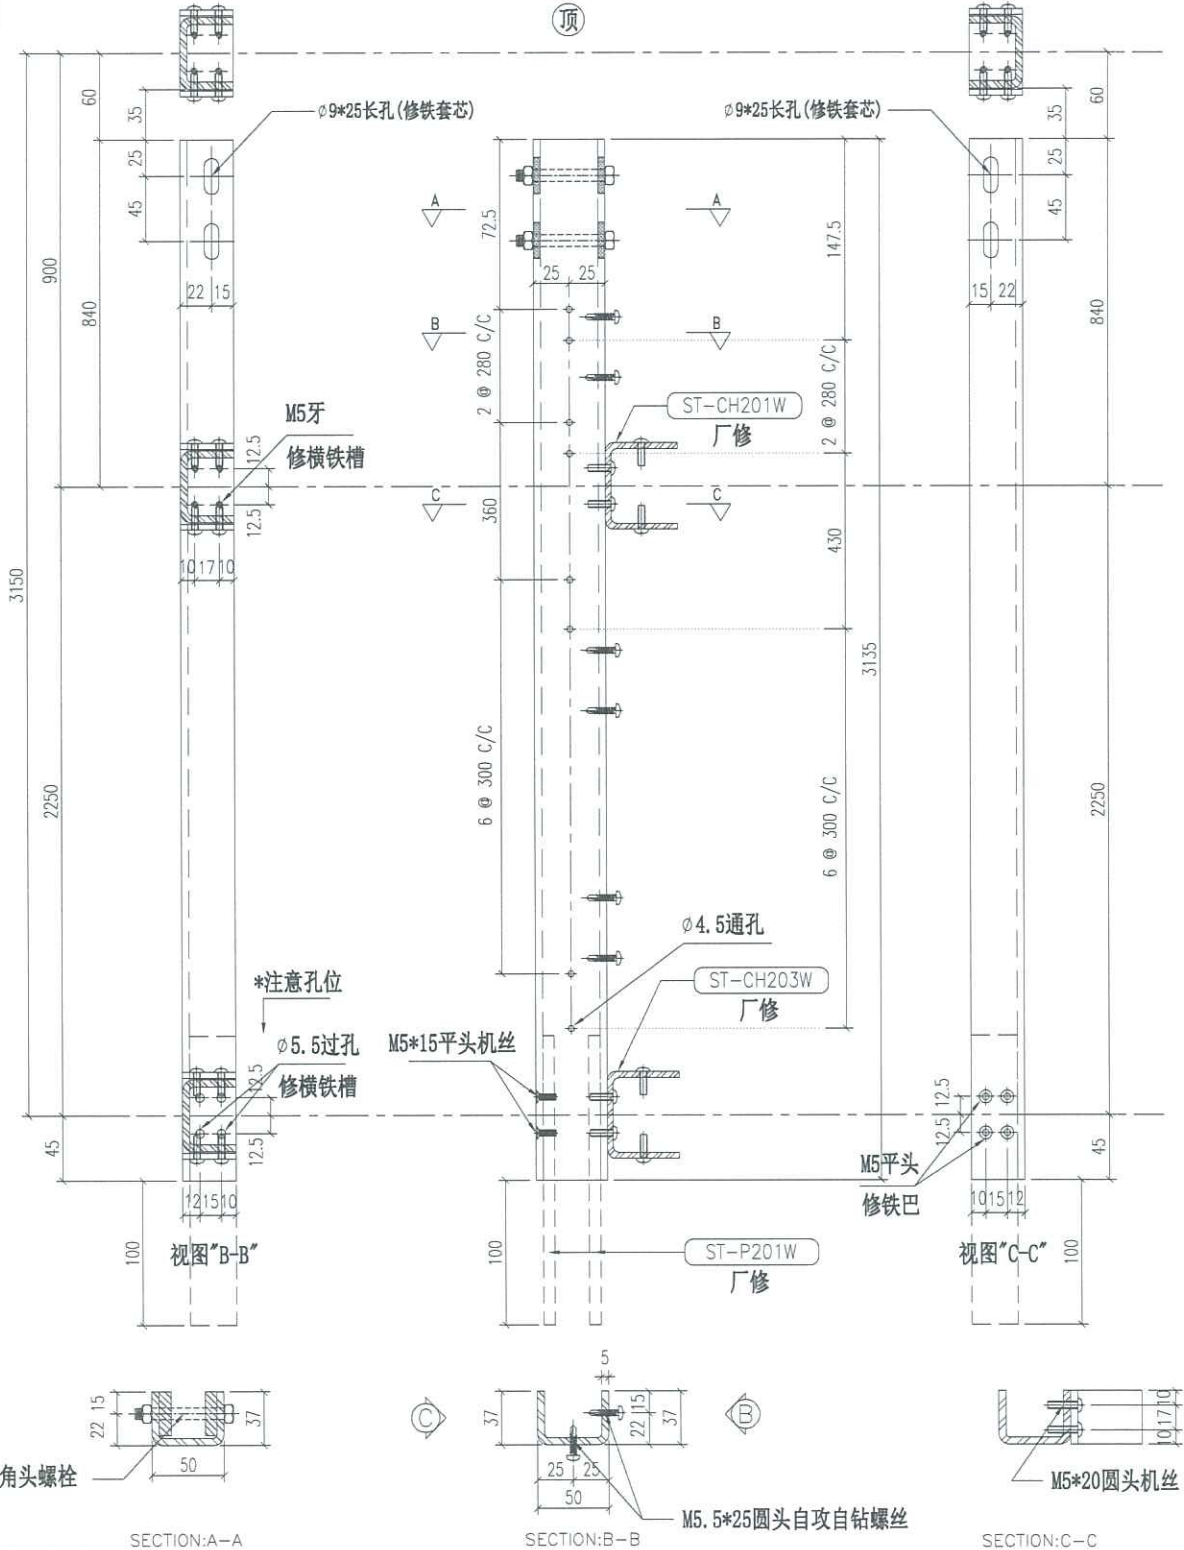 顶
60
35
25
45
22
15
900
840
3150
2250
45
100
ø9*25长孔(修铁套芯)
M5牙
修横铁槽
12.5
12.5
10
17
10
*注意孔位
ø5.5过孔
修横铁槽
12.5
12.5
12
15
10
视图"B-B"
A
A
B
B
C
C
72.5
25
25
2 @ 280 C/C
360
6 @ 300 C/C
147.5
2 @ 280 C/C
430
6 @ 300 C/C
3135
ST-CH201W
厂修
ø4.5通孔
ST-CH203W
厂修
M5*15平头机丝
100
ST-P201W
厂修
ø9*25长孔(修铁套芯)
60
35
25
45
15
22
840
2250
45
100
12.5
12.5
M5平头
修铁巴
10
15
12
视图"C-C"
15
22
37
50
角头螺栓
SECTION:A-A
C
5
37
15
22
37
25
25
50
B
M5.5*25圆头自攻自钻螺丝
SECTION:B-B
10
17
10
M5*20圆头机丝
SECTION:C-C